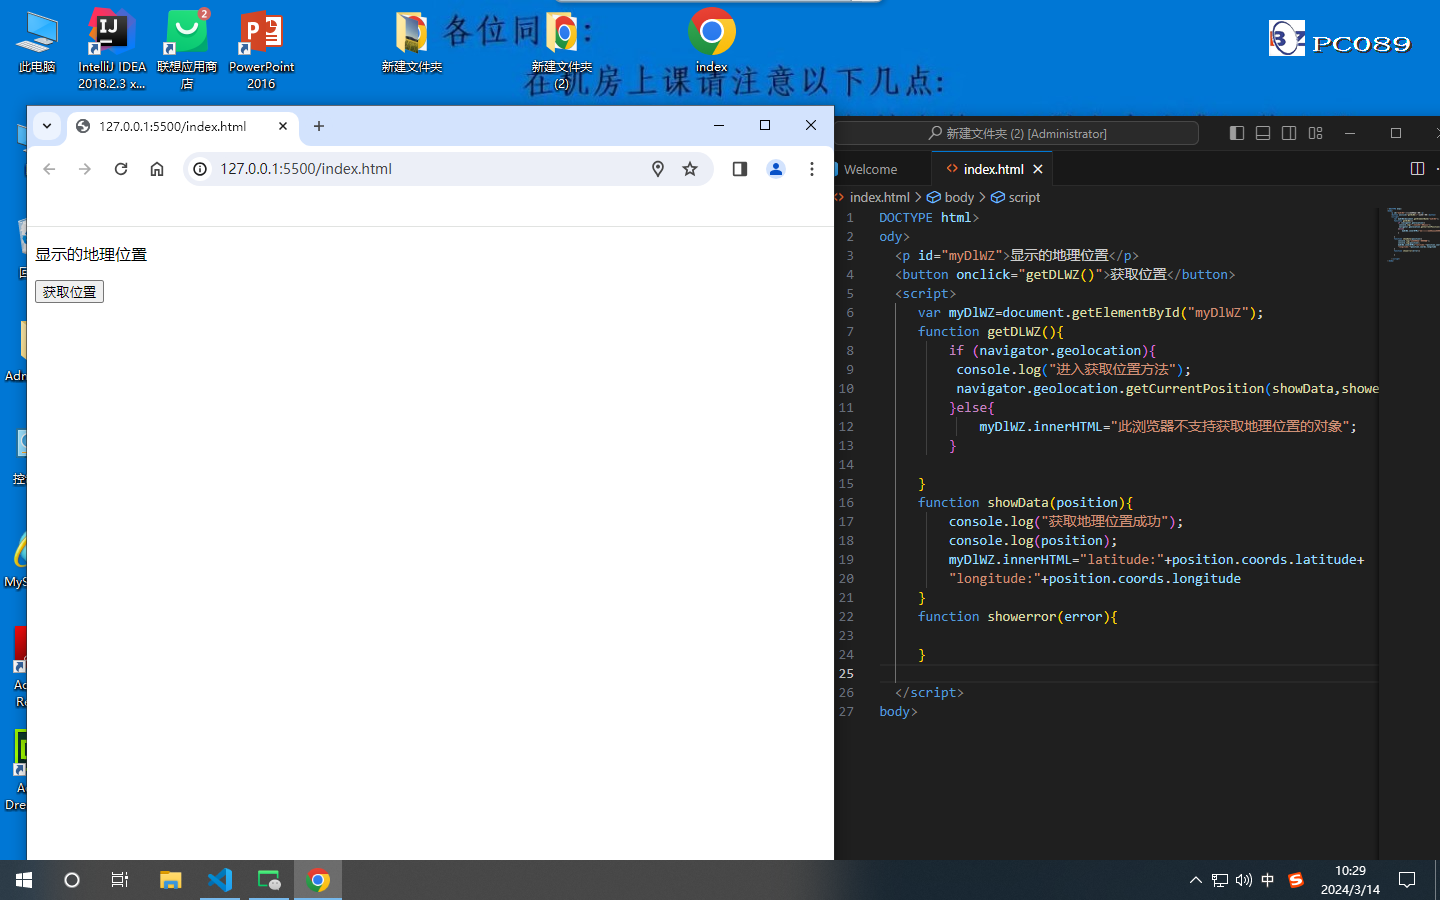 各位同
:
在机房上课请注意以下几点:
PC089
此电脑
IntelliJ IDEA
2018.2.3 x...
2
联想应用商
店
PowerPoint
2016
新建文件夹
新建文件夹
(2)
index
127.0.0.1:5500/index.html
127.0.0.1:5500/index.html
显示的地理位置
获取位置
新建文件夹 (2) [Administrator]
Welcome
index.html
index.html > body > script
1 DOCTYPE html>
2 ody>
3 <p id="myDlWZ">显示的地理位置</p>
4 <button onclick="getDLWZ()">获取位置</button>
5 <script>
6 var myDlWZ=document.getElementById("myDlWZ");
7 function getDLWZ(){
8 if (navigator.geolocation){
9 console.log("进入获取位置方法");
10 navigator.geolocation.getCurrentPosition(showData,showe
11 }else{
12 myDlWZ.innerHTML="此浏览器不支持获取地理位置的对象";
13 }
14
15 }
16 function showData(position){
17 console.log("获取地理位置成功");
18 console.log(position);
19 myDlWZ.innerHTML="latitude:"+position.coords.latitude+
20 "longitude:"+position.coords.longitude
21 }
22 function showerror(error){
23
24 }
25
26 </script>
27 body>
Adn
控
MyS
Ac
Re
A
Dre
中
10:29
2024/3/14